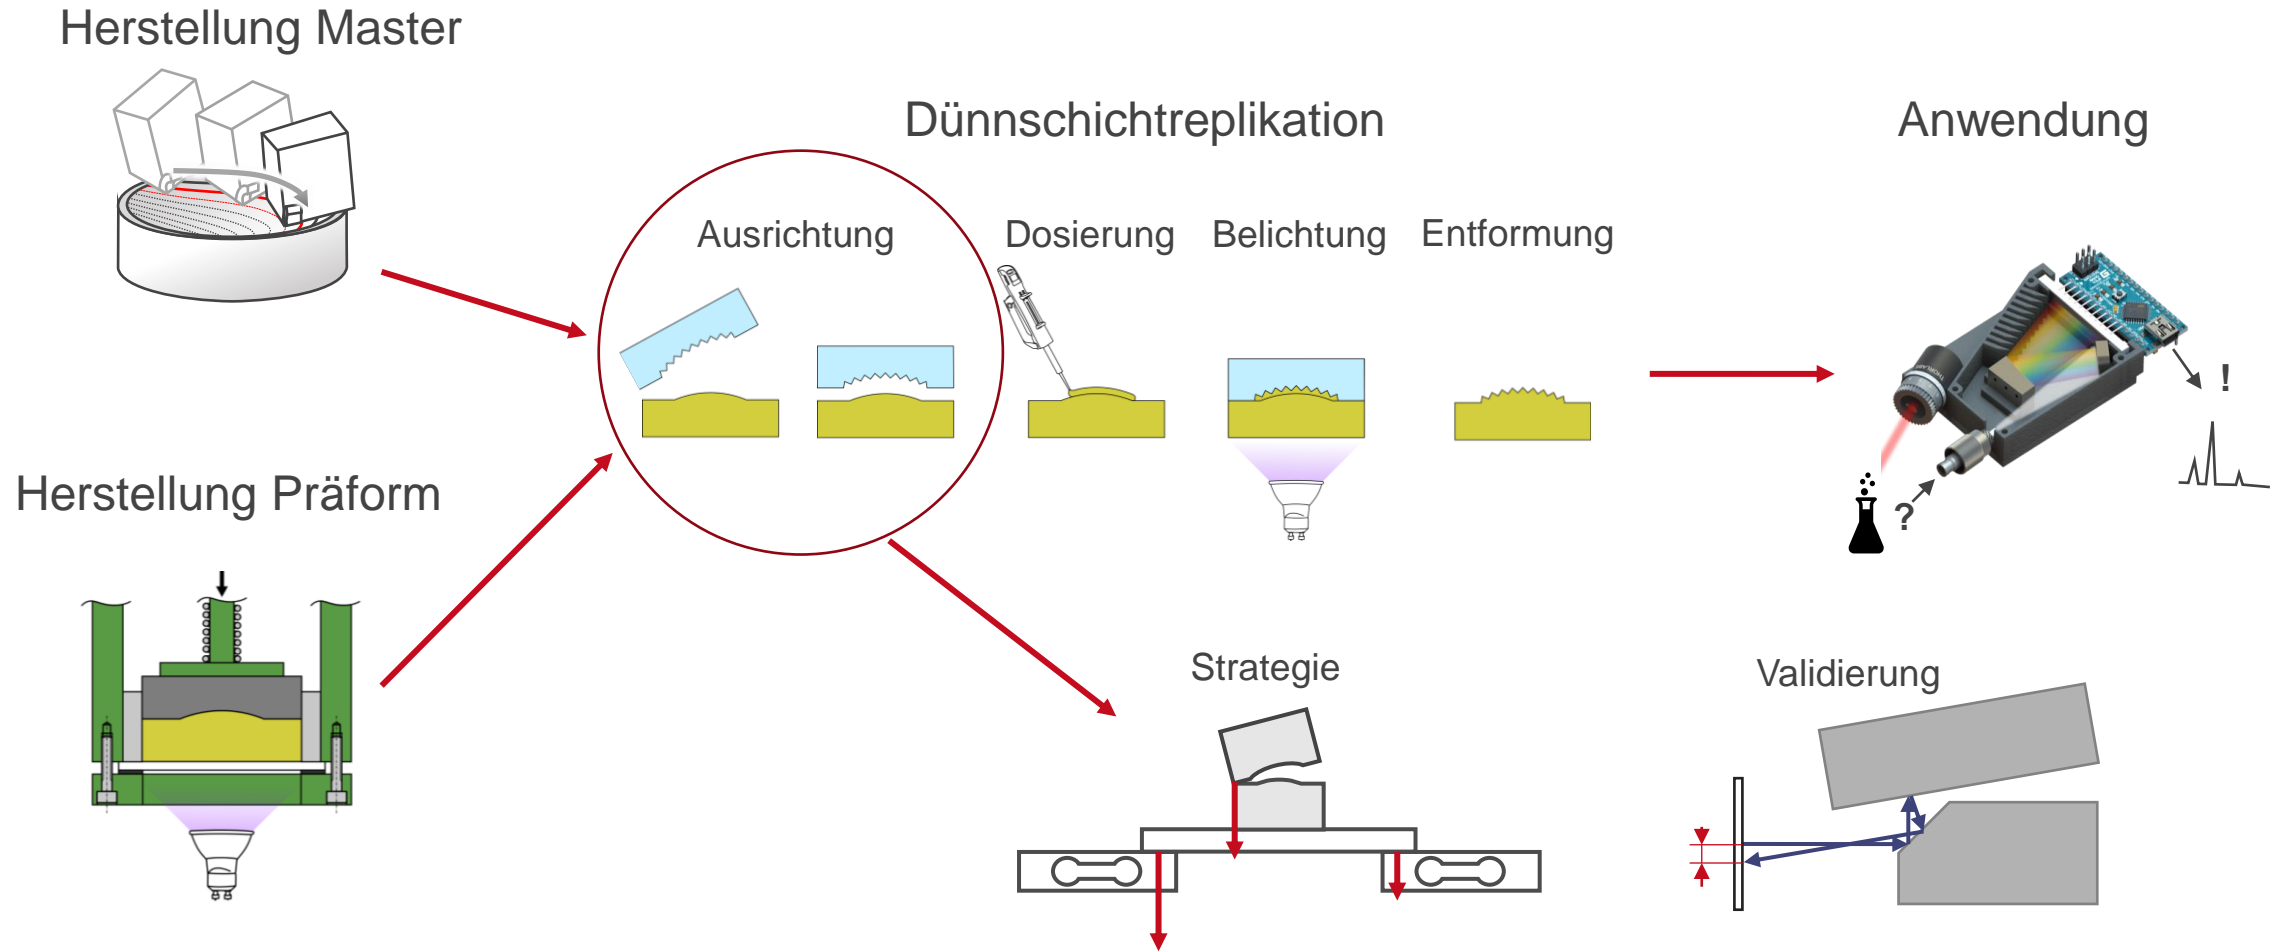 Herstellung Master
Dünnschichtreplikation
Anwendung
Ausrichtung
Dosierung
Belichtung
Entformung
!
?
Herstellung Präform
Strategie
Validierung